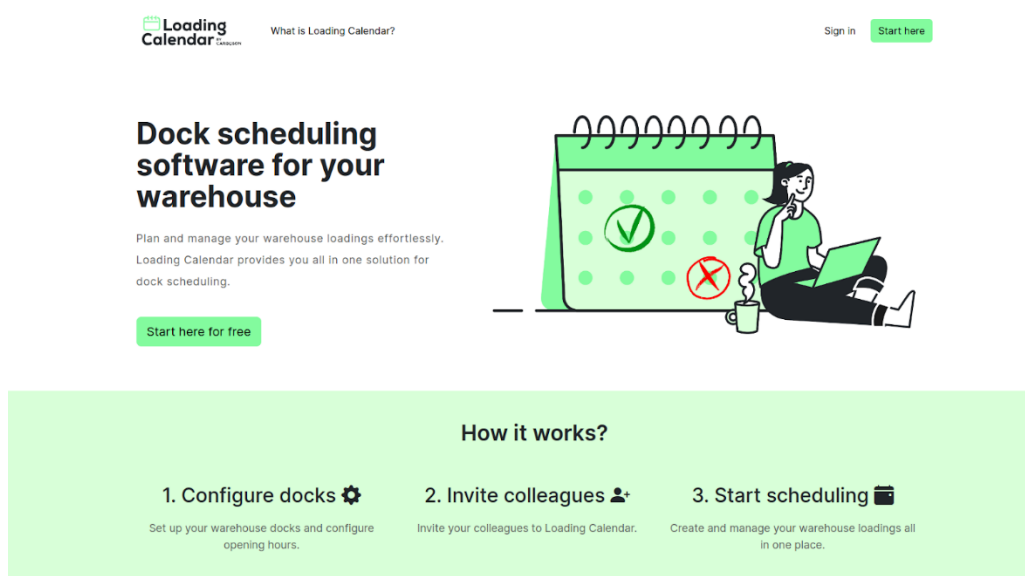 Loading
Calendar BY CARGOSON
What is Loading Calendar?
Sign in
Start here
Dock scheduling
software for your
warehouse
Plan and manage your warehouse loadings effortlessly.
Loading Calendar provides you all in one solution for
dock scheduling.
Start here for free
How it works?
1. Configure docks
2. Invite colleagues
3. Start scheduling
Set up your warehouse docks and configure
opening hours.
Invite your colleagues to Loading Calendar.
Create and manage your warehouse loadings all
in one place.